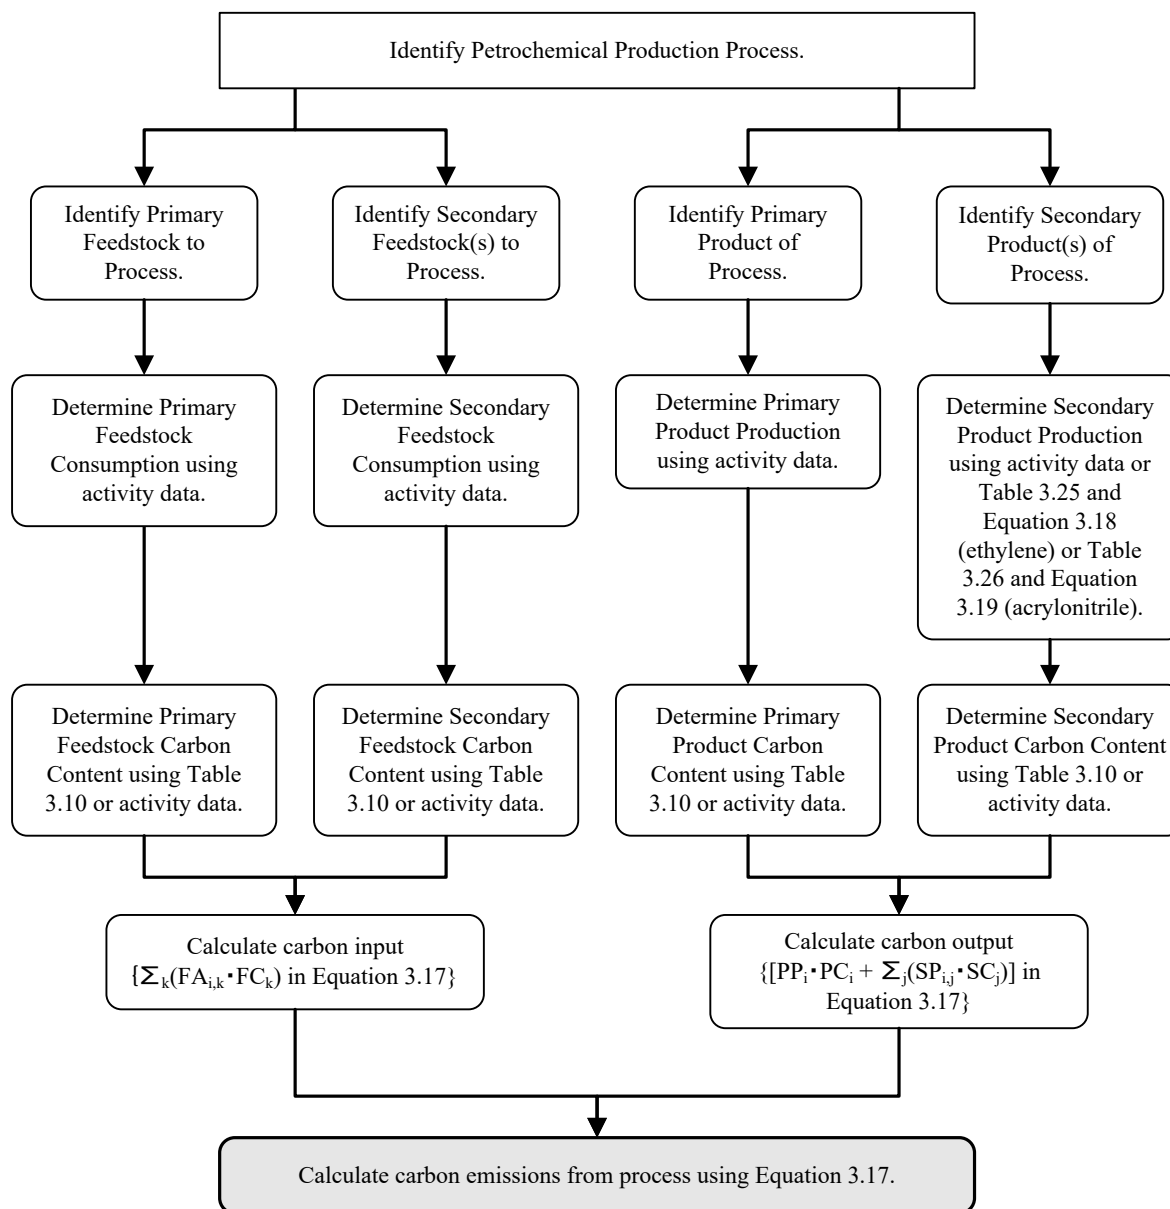 Identify Petrochemical Production Process.
Identify Primary
Feedstock to
Process.
Identify Secondary
Feedstock(s) to
Process.
Identify Primary
Product of
Process.
Identify Secondary
Product(s) of
Process.
Determine Primary
Feedstock
Consumption using
activity data.
Determine Secondary
Feedstock
Consumption using
activity data.
Determine Primary
Product Production
using activity data.
Determine Secondary
Product Production
using activity data or
Table 3.25 and
Equation 3.18
(ethylene) or Table
3.26 and Equation
3.19 (acrylonitrile).
Determine Primary
Feedstock Carbon
Content using Table
3.10 or activity data.
Determine Secondary
Feedstock Carbon
Content using Table
3.10 or activity data.
Determine Primary
Product Carbon
Content using Table
3.10 or activity data.
Determine Secondary
Product Carbon Content
using Table 3.10 or
activity data.
Calculate carbon input
{∑k(FAi,k·FCk) in Equation 3.17}
Calculate carbon output
{[PPi·PCi + ∑j(SPi,j·SCj)] in
Equation 3.17}
Calculate carbon emissions from process using Equation 3.17.